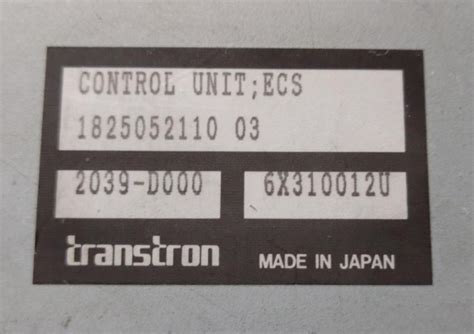 CONTROL UNIT;ECS
1825052110 03
2039-D000 6X310012U
transtron MADE IN JAPAN